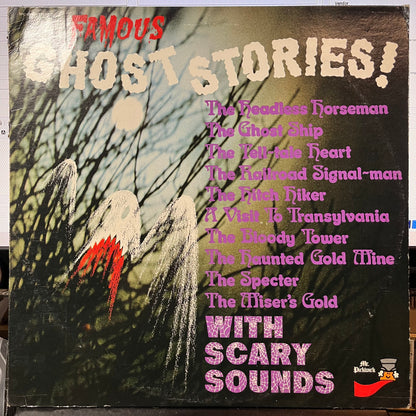 FAMOUS
GHOST STORIES!
The Headless Horseman
The Ghost Ship
The Tell-tale Heart
The Railroad Signal-man
The Hitch Hiker
A Visit To Transylvania
The Bloody Tower
The Haunted Gold Mine
The Specter
The Miser's Gold
WITH
SCARY
SOUNDS
Mr.
Pickwick